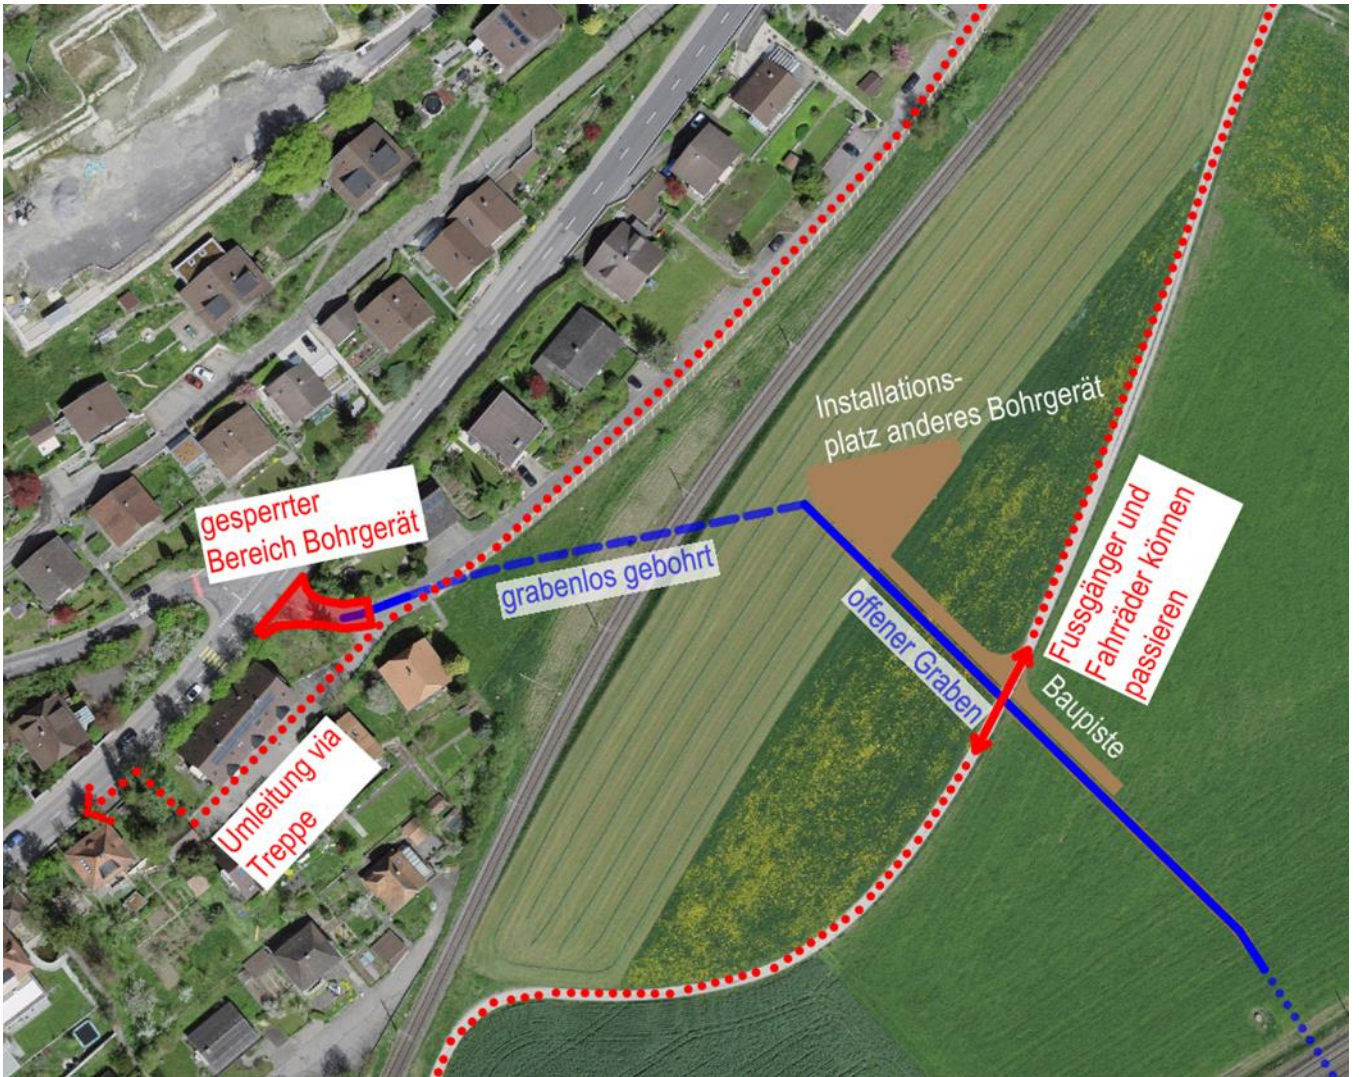 Installations-
platz anderes Bohrgerät
gesperrter
Bereich Bohrgerät
grabenlos gebohrt
offener Graben
Fussgänger und
Fahrräder können
passieren
Baupiste
Umleitung via
Treppe